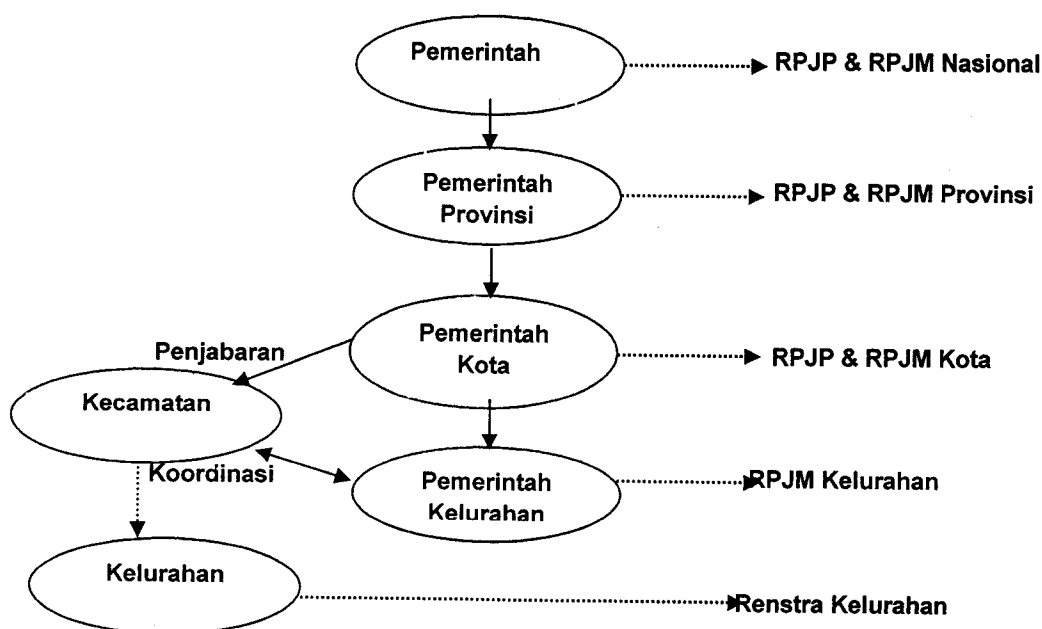 Pemerintah
RPJP & RPJM Nasional
Pemerintah
Provinsi
RPJP & RPJM Provinsi
Pemerintah
Kota
RPJP & RPJM Kota
Penjabaran
Kecamatan
Koordinasi
Pemerintah
Kelurahan
RPJM Kelurahan
Kelurahan
Renstra Kelurahan